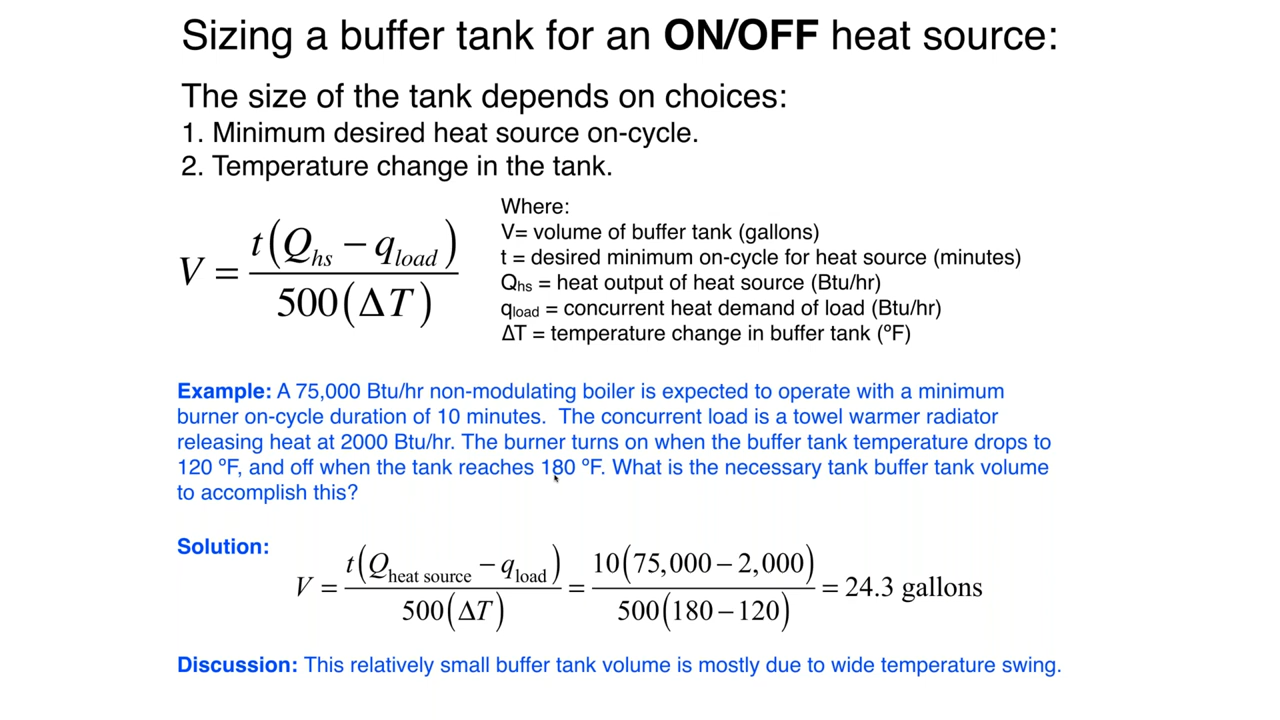 Sizing a buffer tank for an ON/OFF heat source:
The size of the tank depends on choices:
1. Minimum desired heat source on-cycle.
2. Temperature change in the tank.
V = t(Qhs − qload) / 500(ΔT)
Where:
V= volume of buffer tank (gallons)
t = desired minimum on-cycle for heat source (minutes)
Qhs = heat output of heat source (Btu/hr)
qload = concurrent heat demand of load (Btu/hr)
ΔT = temperature change in buffer tank (ºF)
Example: A 75,000 Btu/hr non-modulating boiler is expected to operate with a minimum
burner on-cycle duration of 10 minutes. The concurrent load is a towel warmer radiator
releasing heat at 2000 Btu/hr. The burner turns on when the buffer tank temperature drops to
120 ºF, and off when the tank reaches 180 ºF. What is the necessary tank buffer tank volume
to accomplish this?
Solution:
V = t(Qheat source − qload) / 500(ΔT) = 10(75,000 − 2,000) / 500(180 − 120) = 24.3 gallons
Discussion: This relatively small buffer tank volume is mostly due to wide temperature swing.